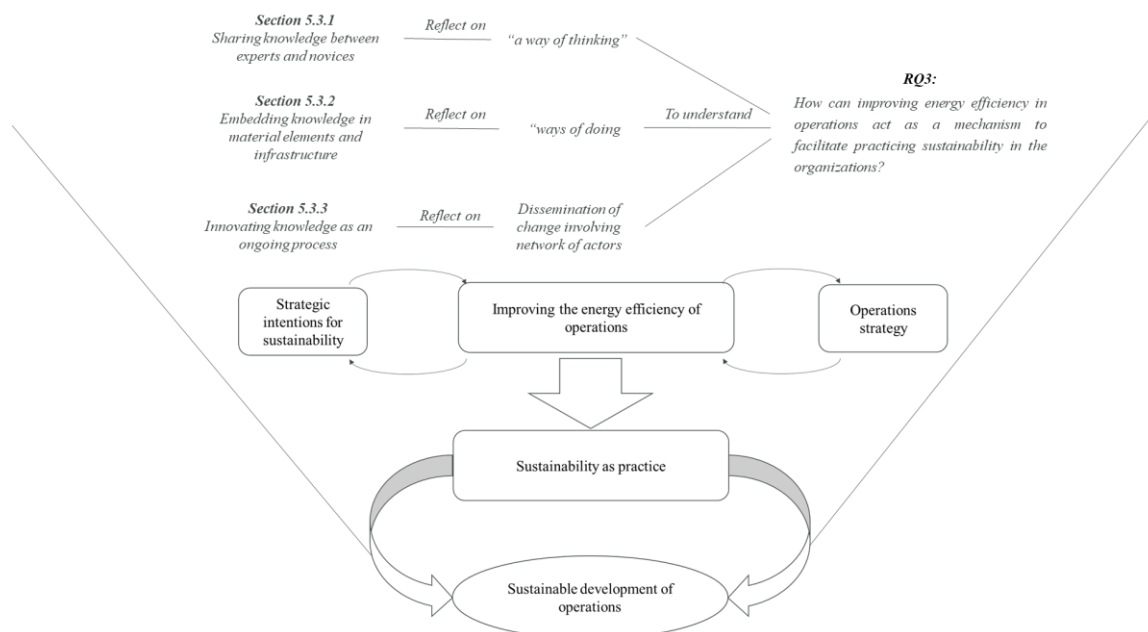 Section 5.3.1
Sharing knowledge between
experts and novices
Reflect on
“a way of thinking”
Section 5.3.2
Embedding knowledge in
material elements and
infrastructure
Reflect on
“ways of doing
To understand
RQ3:
How can improving energy efficiency in
operations act as a mechanism to
facilitate practicing sustainability in the
organizations?
Section 5.3.3
Innovating knowledge as an
ongoing process
Reflect on
Dissemination of
change involving
network of actors
Strategic
intentions for
sustainability
Improving the energy efficiency of
operations
Operations
strategy
Sustainability as practice
Sustainable development of
operations